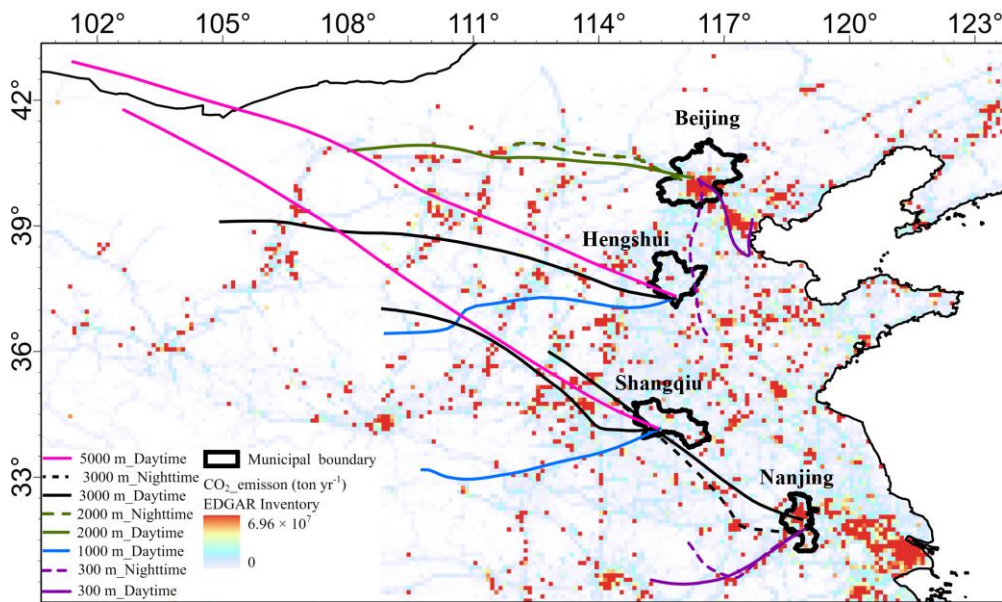 102° 105° 108° 111° 114° 117° 120° 123°
42°
39°
36°
33°
Beijing
Hengshui
Shangqiu
Nanjing
5000 m_Daytime
3000 m_Nighttime
3000 m_Daytime
2000 m_Nighttime
2000 m_Daytime
1000 m_Daytime
300 m_Nighttime
300 m_Daytime
Municipal boundary
CO₂_emisson (ton yr⁻¹)
EDGAR Inventory
6.96 × 10⁷
0